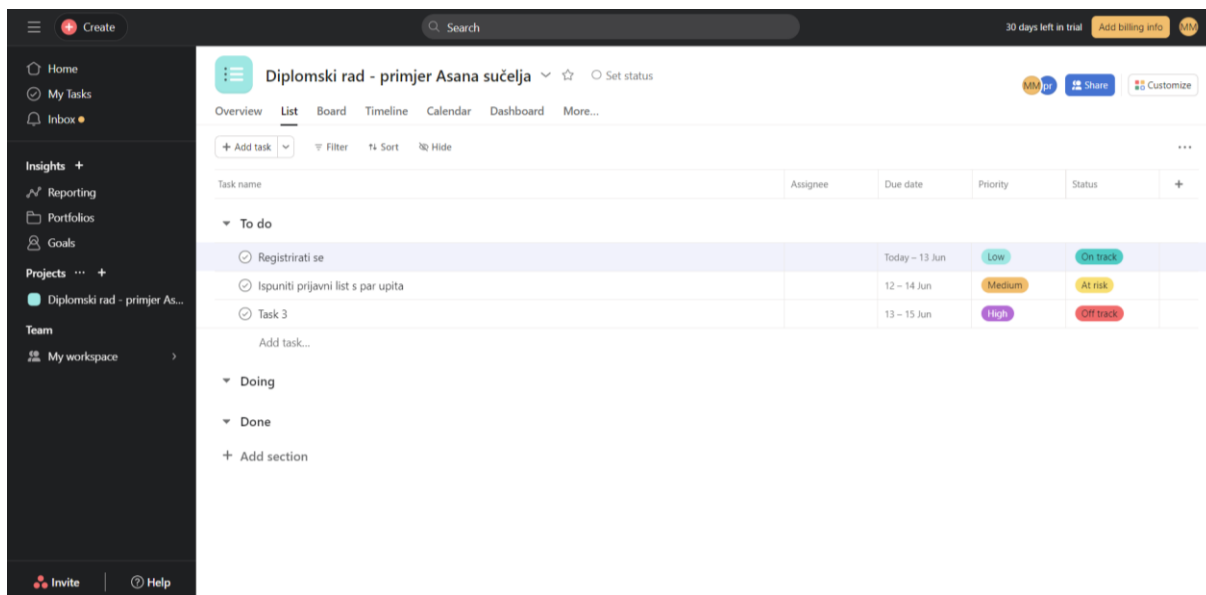 Create
Search
30 days left in trial
Add billing info
MM
Home
My Tasks
Inbox
Insights +
Reporting
Portfolios
Goals
Projects ··· +
Diplomski rad - primjer As...
Team
My workspace
Invite
Help
Diplomski rad - primjer Asana sučelja
Set status
MM pr
Share
Customize
Overview List Board Timeline Calendar Dashboard More...
+ Add task
Filter
Sort
Hide
Task name Assignee Due date Priority Status +
To do
Registrirati se Today – 13 Jun Low On track
Ispuniti prijavni list s par upita 12 – 14 Jun Medium At risk
Task 3 13 – 15 Jun High Off track
Add task...
Doing
Done
+ Add section